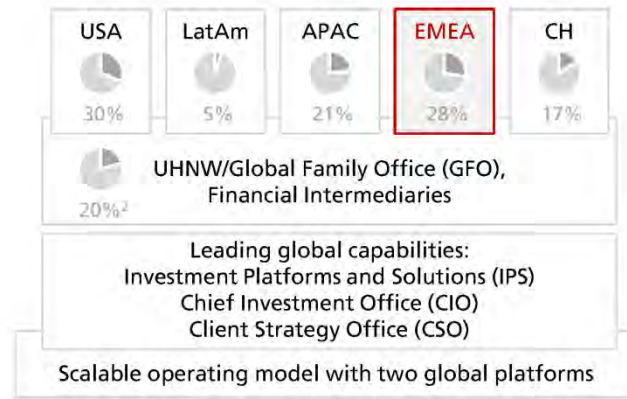 USA LatAm APAC EMEA CH
30% 5% 21% 28% 17%
UHNW/Global Family Office (GFO),
Financial Intermediaries
20%²
Leading global capabilities:
Investment Platforms and Solutions (IPS)
Chief Investment Office (CIO)
Client Strategy Office (CSO)
Scalable operating model with two global platforms